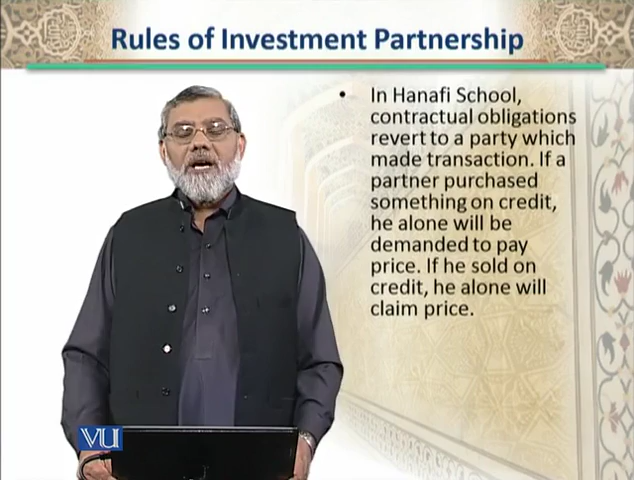 Rules of Investment Partnership
• In Hanafi School,
contractual obligations
revert to a party which
made transaction. If a
partner purchased
something on credit,
he alone will be
demanded to pay
price. If he sold on
credit, he alone will
claim price.
VU